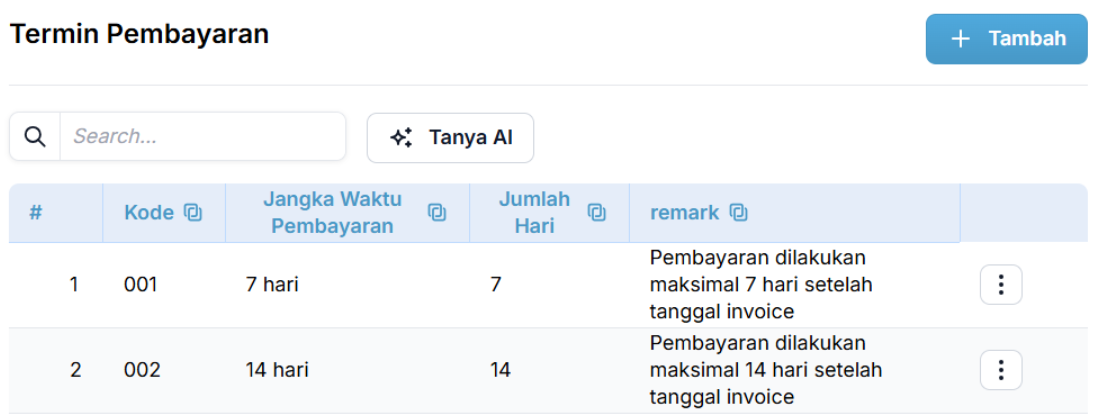 Termin Pembayaran
+ Tambah
Search...
Tanya AI
# Kode Jangka Waktu Pembayaran Jumlah Hari remark
1 001 7 hari 7 Pembayaran dilakukan maksimal 7 hari setelah tanggal invoice
2 002 14 hari 14 Pembayaran dilakukan maksimal 14 hari setelah tanggal invoice